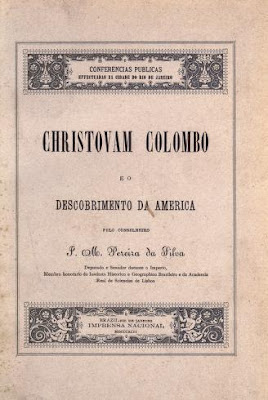 CONFERENCIAS PUBLICAS
EFFECTUADAS NA CIDADE DO RIO DE JANEIRO
CHRISTOVAM COLOMBO
E O
DESCOBRIMENTO DA AMERICA
PELO CONSELHEIRO
J. M. Pereira da Silva
Deputado e Senador durante o Imperio,
Membro honorario do Instituto Historico e Geographico Brazileiro e da Academia
Real de Sciencias de Lisboa
BRAZIL-RIO DE JANEIRO
IMPRENSA NACIONAL